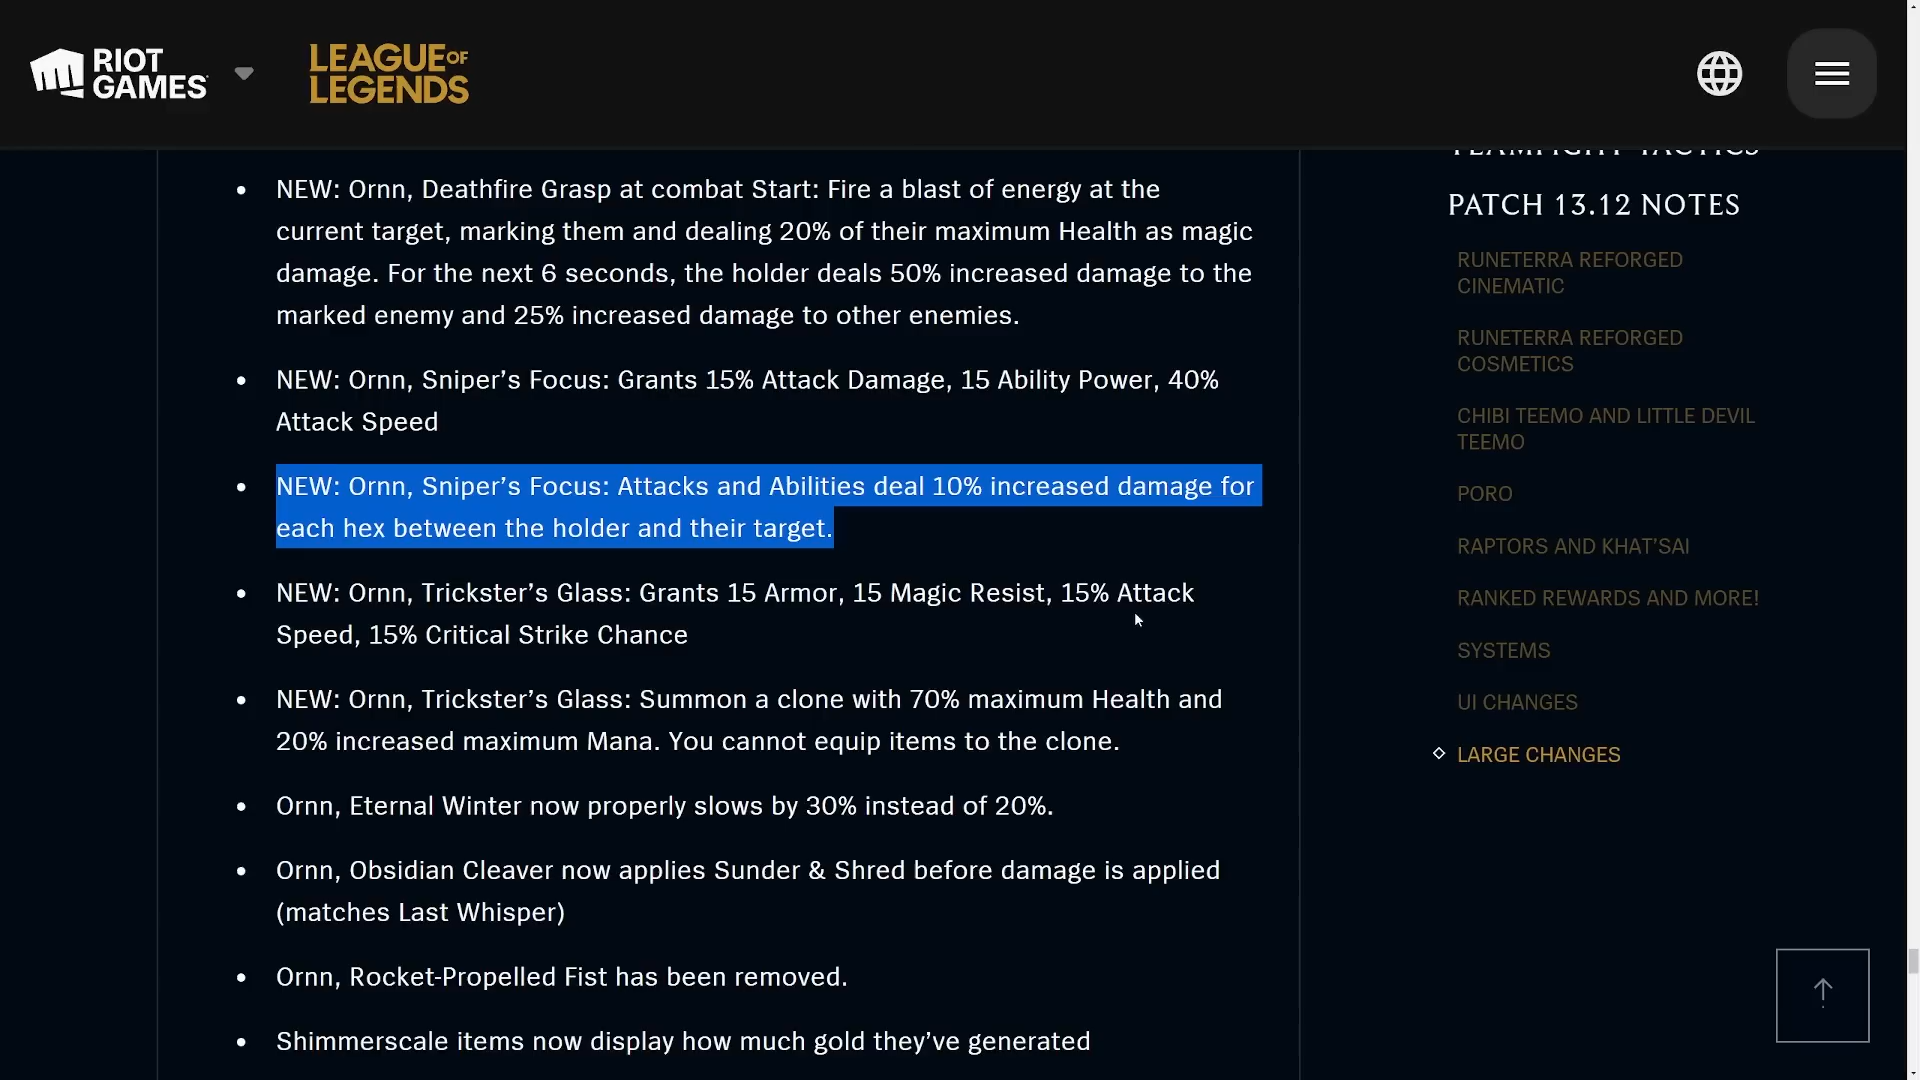 RIOT
GAMES
LEAGUE OF
LEGENDS
NEW: Ornn, Deathfire Grasp at combat Start: Fire a blast of energy at the
current target, marking them and dealing 20% of their maximum Health as magic
damage. For the next 6 seconds, the holder deals 50% increased damage to the
marked enemy and 25% increased damage to other enemies.
NEW: Ornn, Sniper’s Focus: Grants 15% Attack Damage, 15 Ability Power, 40%
Attack Speed
NEW: Ornn, Sniper’s Focus: Attacks and Abilities deal 10% increased damage for
each hex between the holder and their target.
NEW: Ornn, Trickster’s Glass: Grants 15 Armor, 15 Magic Resist, 15% Attack
Speed, 15% Critical Strike Chance
NEW: Ornn, Trickster’s Glass: Summon a clone with 70% maximum Health and
20% increased maximum Mana. You cannot equip items to the clone.
Ornn, Eternal Winter now properly slows by 30% instead of 20%.
Ornn, Obsidian Cleaver now applies Sunder & Shred before damage is applied
(matches Last Whisper)
Ornn, Rocket-Propelled Fist has been removed.
Shimmerscale items now display how much gold they’ve generated
TEAMFIGHT TACTICS
PATCH 13.12 NOTES
RUNETERRA REFORGED
CINEMATIC
RUNETERRA REFORGED
COSMETICS
CHIBI TEEMO AND LITTLE DEVIL
TEEMO
PORO
RAPTORS AND KHAT’SAI
RANKED REWARDS AND MORE!
SYSTEMS
UI CHANGES
LARGE CHANGES